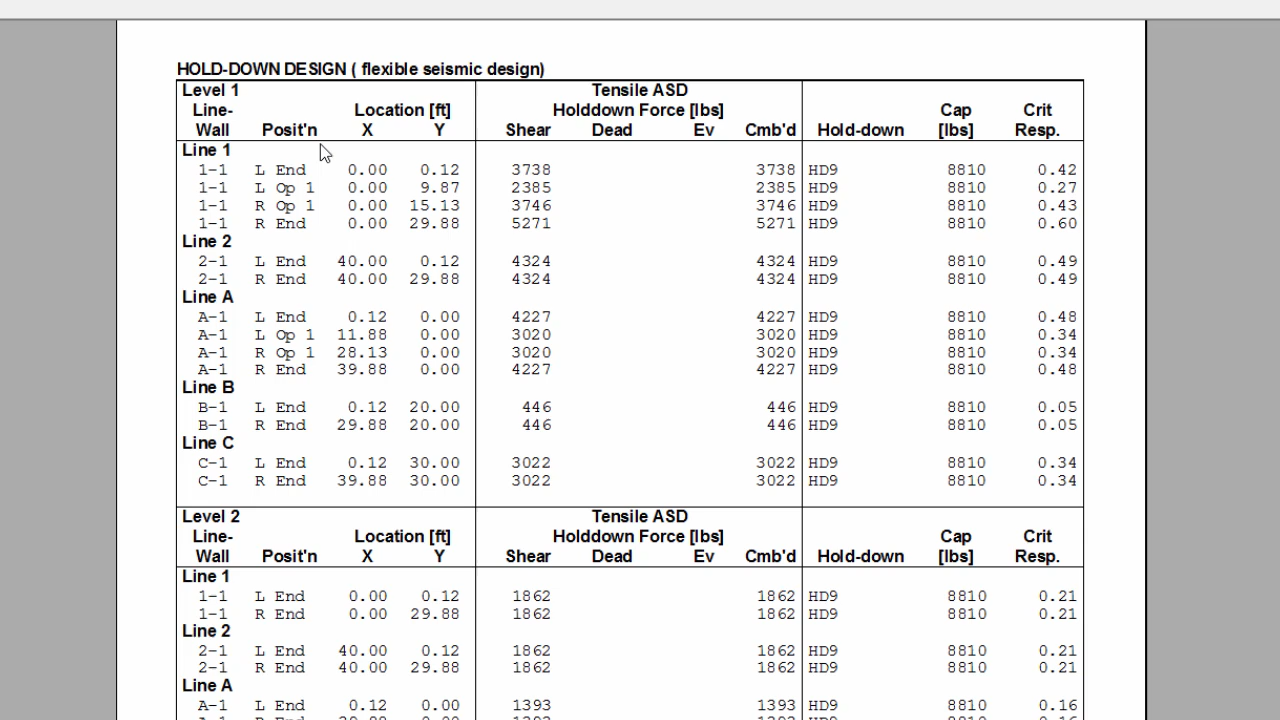 HOLD-DOWN DESIGN ( flexible seismic design)
Level 1 Tensile ASD
Line- Location [ft] Holddown Force [lbs] Cap Crit
Wall Posit'n X Y Shear Dead Ev Cmb'd Hold-down [lbs] Resp.
Line 1
1-1 L End 0.00 0.12 3738 3738 HD9 8810 0.42
1-1 L Op 1 0.00 9.87 2385 2385 HD9 8810 0.27
1-1 R Op 1 0.00 15.13 3746 3746 HD9 8810 0.43
1-1 R End 0.00 29.88 5271 5271 HD9 8810 0.60
Line 2
2-1 L End 40.00 0.12 4324 4324 HD9 8810 0.49
2-1 R End 40.00 29.88 4324 4324 HD9 8810 0.49
Line A
A-1 L End 0.12 0.00 4227 4227 HD9 8810 0.48
A-1 L Op 1 11.88 0.00 3020 3020 HD9 8810 0.34
A-1 R Op 1 28.13 0.00 3020 3020 HD9 8810 0.34
A-1 R End 39.88 0.00 4227 4227 HD9 8810 0.48
Line B
B-1 L End 0.12 20.00 446 446 HD9 8810 0.05
B-1 R End 29.88 20.00 446 446 HD9 8810 0.05
Line C
C-1 L End 0.12 30.00 3022 3022 HD9 8810 0.34
C-1 R End 39.88 30.00 3022 3022 HD9 8810 0.34
Level 2 Tensile ASD
Line- Location [ft] Holddown Force [lbs] Cap Crit
Wall Posit'n X Y Shear Dead Ev Cmb'd Hold-down [lbs] Resp.
Line 1
1-1 L End 0.00 0.12 1862 1862 HD9 8810 0.21
1-1 R End 0.00 29.88 1862 1862 HD9 8810 0.21
Line 2
2-1 L End 40.00 0.12 1862 1862 HD9 8810 0.21
2-1 R End 40.00 29.88 1862 1862 HD9 8810 0.21
Line A
A-1 L End 0.12 0.00 1393 1393 HD9 8810 0.16